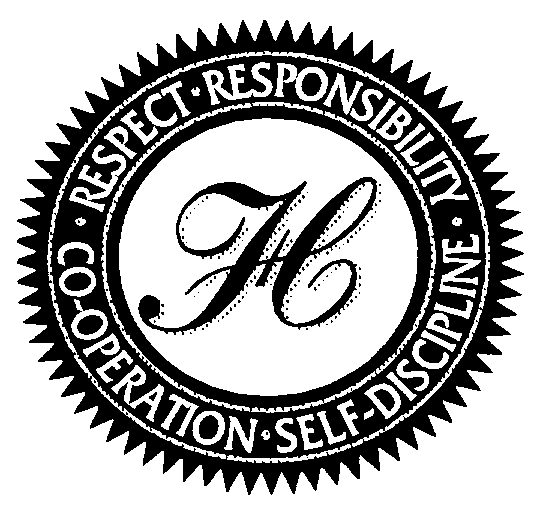 RESPECT · RESPONSIBILITY ·
CO-OPERATION · SELF-DISCIPLINE ·
H